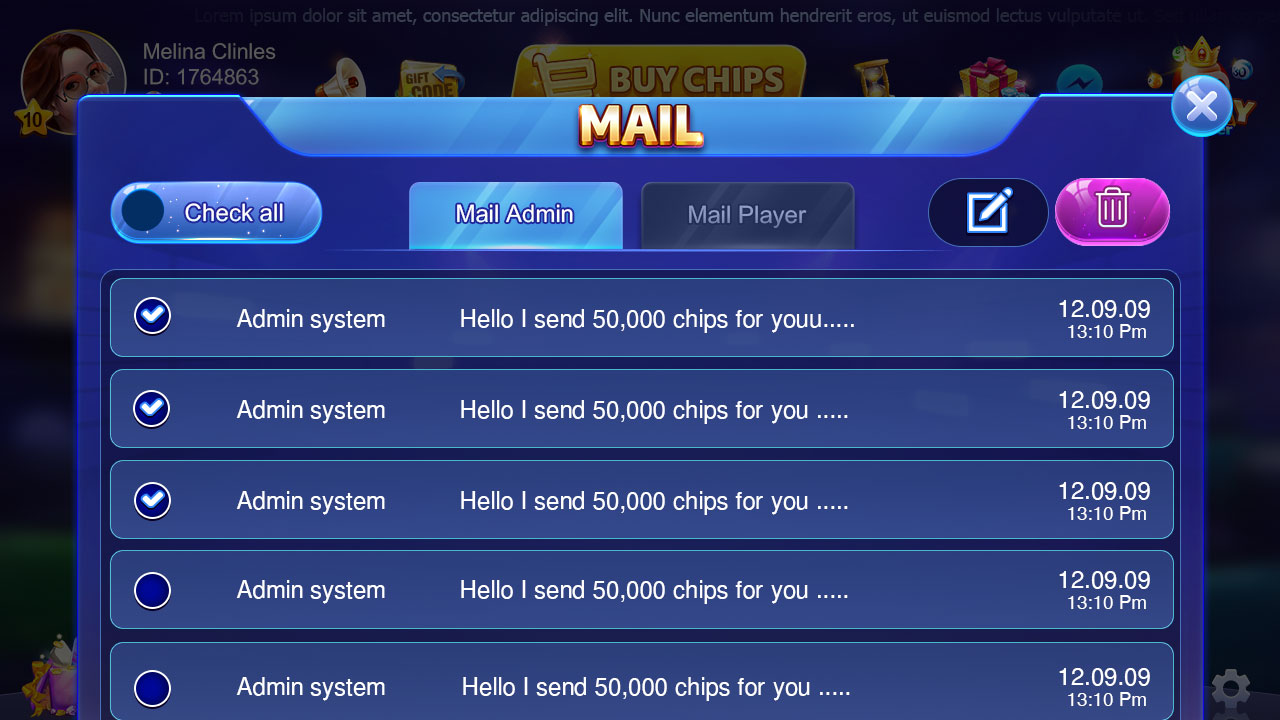 Lorem ipsum dolor sit amet, consectetur adipiscing elit. Nunc elementum hendrerit eros, ut euismod lectus vulputate ut. Sed
Melina Clinles
ID: 1764863
10
GIFT CODE
BUY CHIPS
MAIL
Check all
Mail Admin
Mail Player
Admin system Hello I send 50,000 chips for youu..... 12.09.09
13:10 Pm
Admin system Hello I send 50,000 chips for you ..... 12.09.09
13:10 Pm
Admin system Hello I send 50,000 chips for you ..... 12.09.09
13:10 Pm
Admin system Hello I send 50,000 chips for you ..... 12.09.09
13:10 Pm
Admin system Hello I send 50,000 chips for you ..... 12.09.09
13:10 Pm